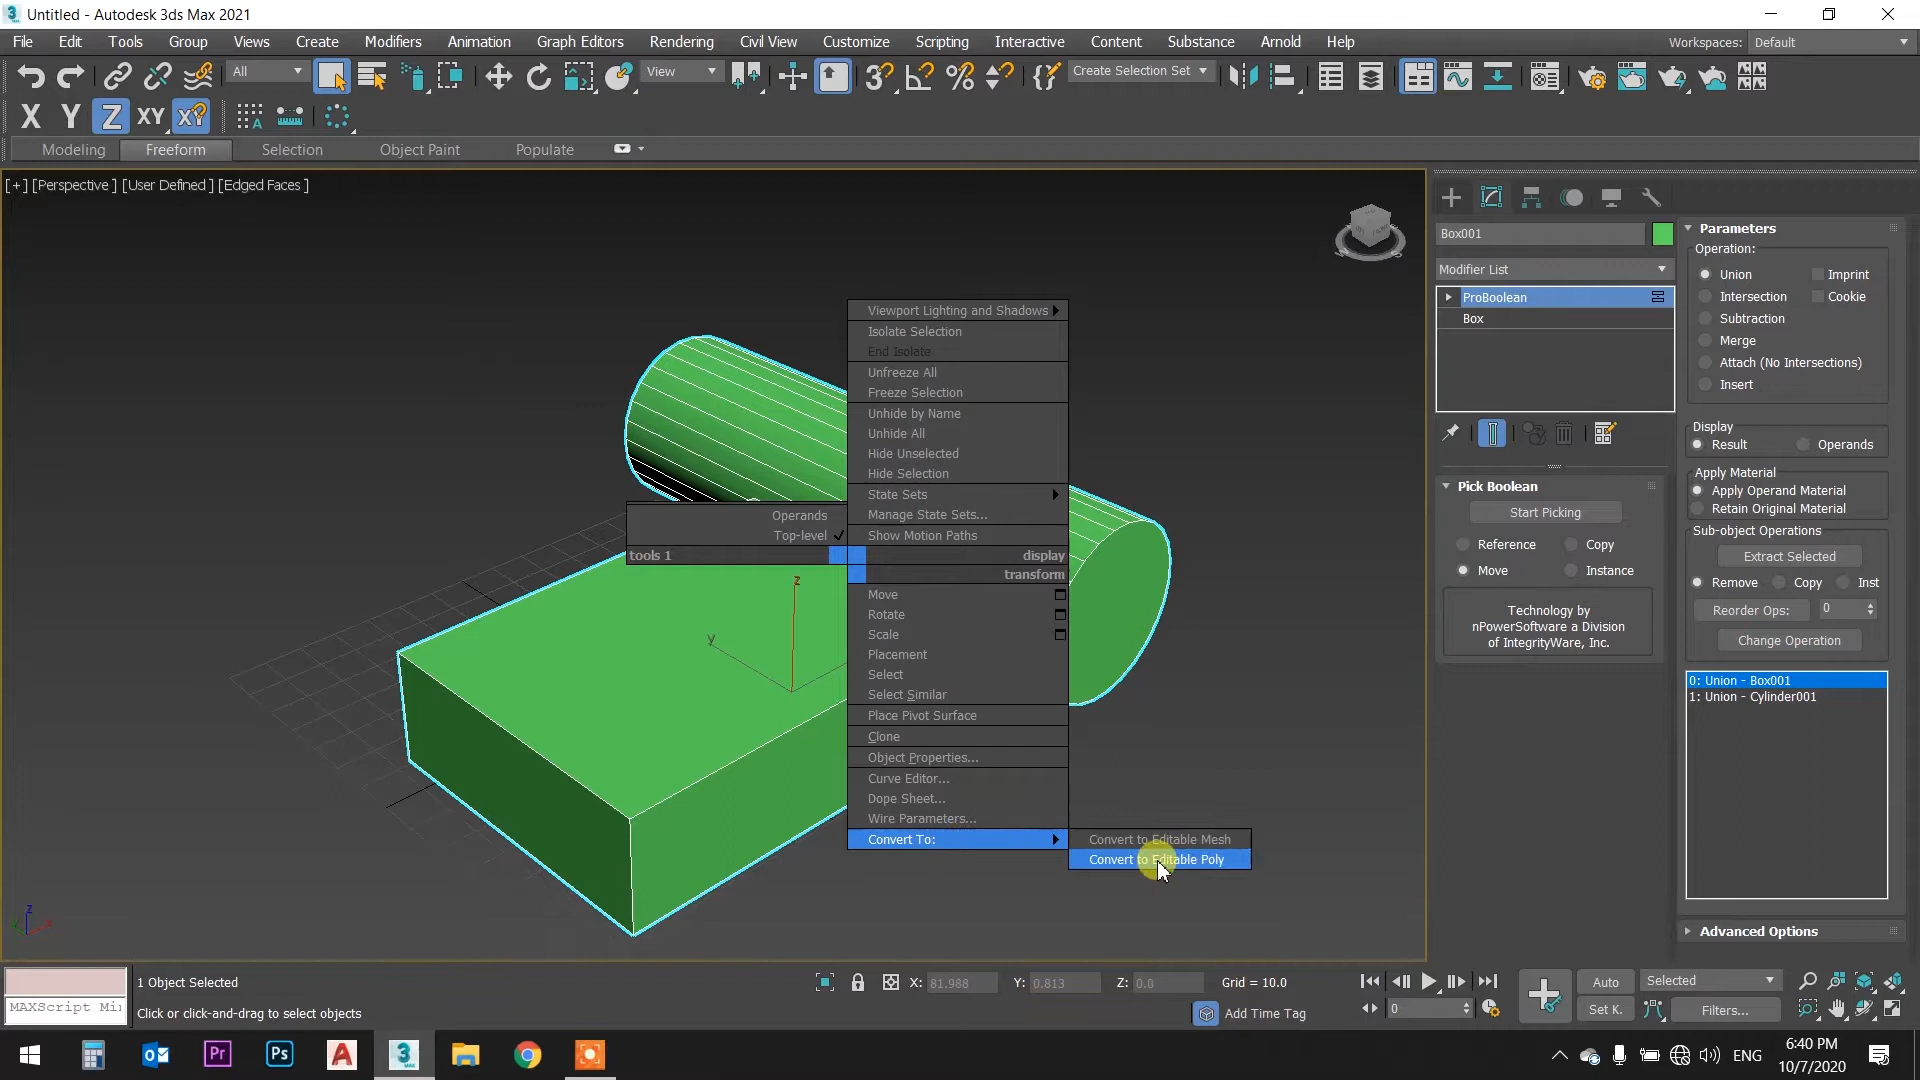 Untitled - Autodesk 3ds Max 2021
File Edit Tools Group Views Create Modifiers Animation Graph Editors Rendering Civil View Customize Scripting Interactive Content Substance Arnold Help Workspaces: Default
All View Create Selection Set
X Y Z XY XY
Modeling Freeform Selection Object Paint Populate
[+] [Perspective ] [User Defined ] [Edged Faces ]
Box001
Modifier List
ProBoolean
Box
Pick Boolean
Start Picking
Reference Copy
Move Instance
Technology by
nPowerSoftware a Division
of IntegrityWare, Inc.
Parameters
Operation:
Union Imprint
Intersection Cookie
Subtraction
Merge
Attach (No Intersections)
Insert
Display
Result Operands
Apply Material
Apply Operand Material
Retain Original Material
Sub-object Operations
Extract Selected
Remove Copy Inst
Reorder Ops: 0
Change Operation
0: Union - Box001
1: Union - Cylinder001
Advanced Options
Viewport Lighting and Shadows
Isolate Selection
End Isolate
Unfreeze All
Freeze Selection
Unhide by Name
Unhide All
Hide Unselected
Hide Selection
State Sets
Manage State Sets...
Show Motion Paths
Operands
Top-level
tools 1 display
transform
Move
Rotate
Scale
Placement
Select
Select Similar
Place Pivot Surface
Clone
Object Properties...
Curve Editor...
Dope Sheet...
Wire Parameters...
Convert To:
Convert to Editable Mesh
Convert to Editable Poly
z
y
z
1 Object Selected
X: 81.988 Y: 0.813 Z: 0.0 Grid = 10.0
Auto Selected
MAXScript Mi
Click or click-and-drag to select objects
Add Time Tag
0
Set K. Filters...
Pr Ps A 3 MAX
ENG
6:40 PM
10/7/2020